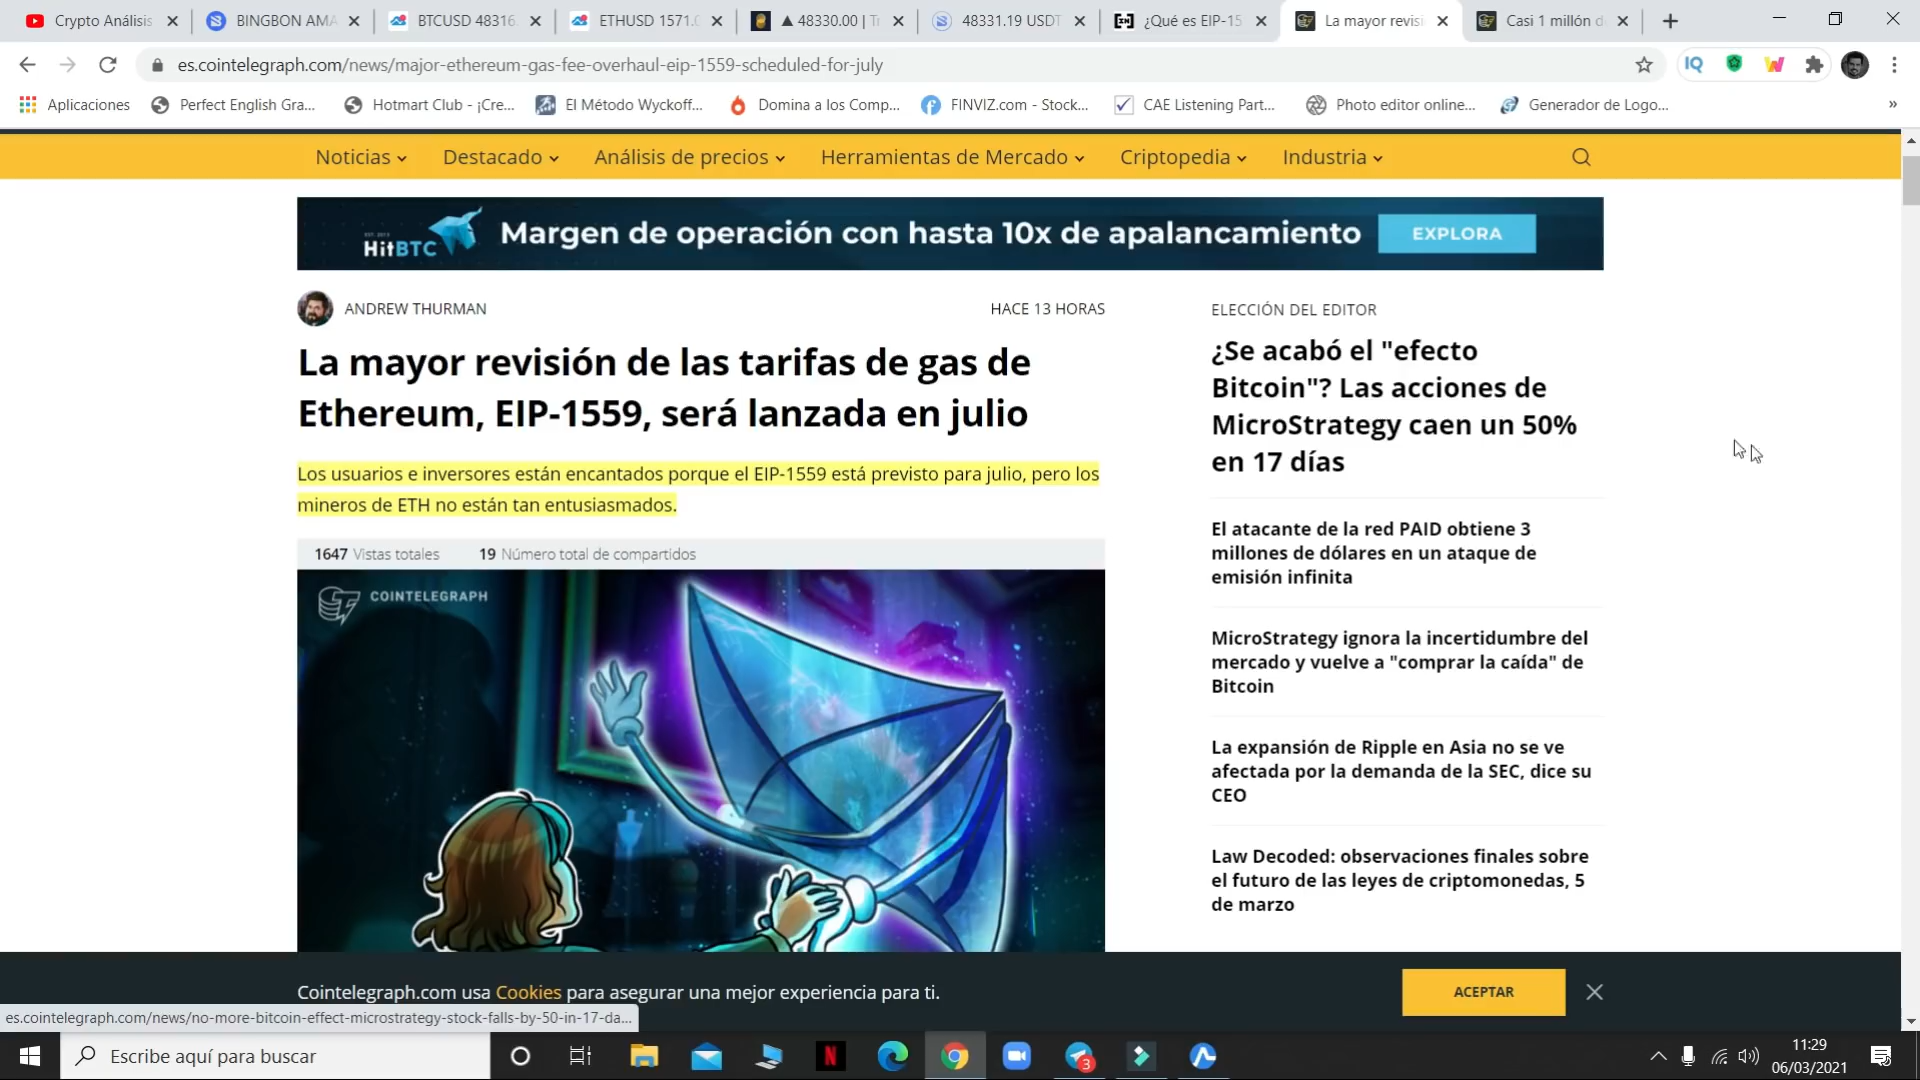 Crypto Análisis
BINGBON AMA
BTCUSD 48316.
ETHUSD 1571.
▲ 48330.00 | Tr
48331.19 USDT
¿Qué es EIP-15
La mayor revisi
Casi 1 millón d
es.cointelegraph.com/news/major-ethereum-gas-fee-overhaul-eip-1559-scheduled-for-july
Aplicaciones
Perfect English Gra...
Hotmart Club - ¡Cre...
El Método Wyckoff...
Domina a los Comp...
FINVIZ.com - Stock...
CAE Listening Part...
Photo editor online...
Generador de Logo...
»
Noticias
Destacado
Análisis de precios
Herramientas de Mercado
Criptopedia
Industria
HitBTC
Margen de operación con hasta 10x de apalancamiento
EXPLORA
ANDREW THURMAN
HACE 13 HORAS
La mayor revisión de las tarifas de gas de
Ethereum, EIP-1559, será lanzada en julio
Los usuarios e inversores están encantados porque el EIP-1559 está previsto para julio, pero los
mineros de ETH no están tan entusiasmados.
1647 Vistas totales
19 Número total de compartidos
COINTELEGRAPH
ELECCIÓN DEL EDITOR
¿Se acabó el "efecto
Bitcoin"? Las acciones de
MicroStrategy caen un 50%
en 17 días
El atacante de la red PAID obtiene 3
millones de dólares en un ataque de
emisión infinita
MicroStrategy ignora la incertidumbre del
mercado y vuelve a "comprar la caída" de
Bitcoin
La expansión de Ripple en Asia no se ve
afectada por la demanda de la SEC, dice su
CEO
Law Decoded: observaciones finales sobre
el futuro de las leyes de criptomonedas, 5
de marzo
Cointelegraph.com usa Cookies para asegurar una mejor experiencia para ti.
ACEPTAR
es.cointelegraph.com/news/no-more-bitcoin-effect-microstrategy-stock-falls-by-50-in-17-da...
Escribe aquí para buscar
3
11:29
06/03/2021